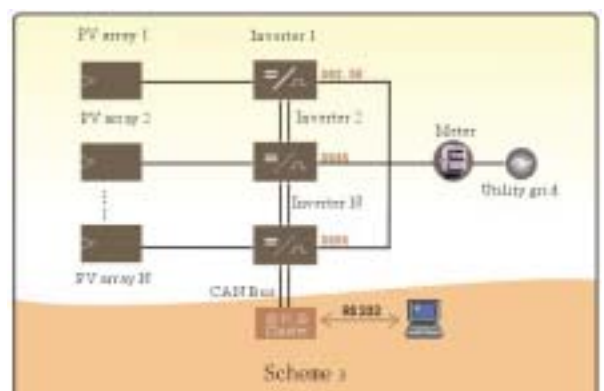 PV array 1
Inverter 1
PV array 2
Inverter 2
Meter
Utility grid
Inverter N
PV array N
CAN Bus
RS232
Scheme 3